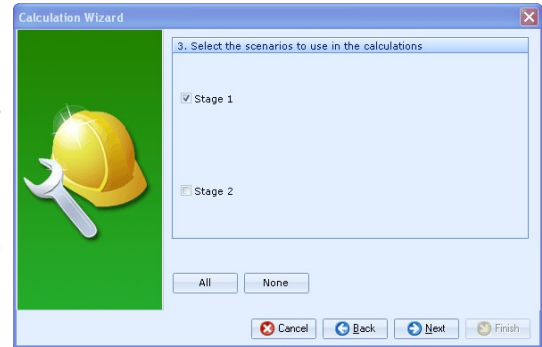 Calculation Wizard
3. Select the scenarios to use in the calculations
Stage 1
Stage 2
All None
Cancel Back Next Finish